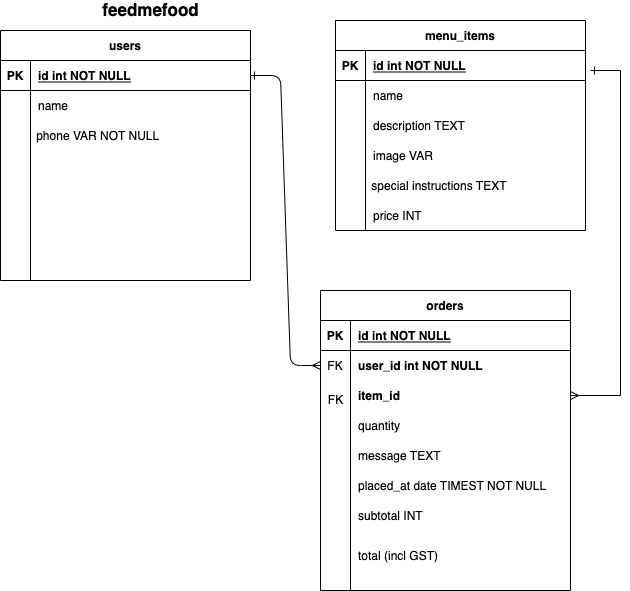 feedmefood
users
PK id int NOT NULL
name
phone VAR NOT NULL
menu_items
PK id int NOT NULL
name
description TEXT
image VAR
special instructions TEXT
price INT
orders
PK id int NOT NULL
FK user_id int NOT NULL
FK item_id
quantity
message TEXT
placed_at date TIMEST NOT NULL
subtotal INT
total (incl GST)